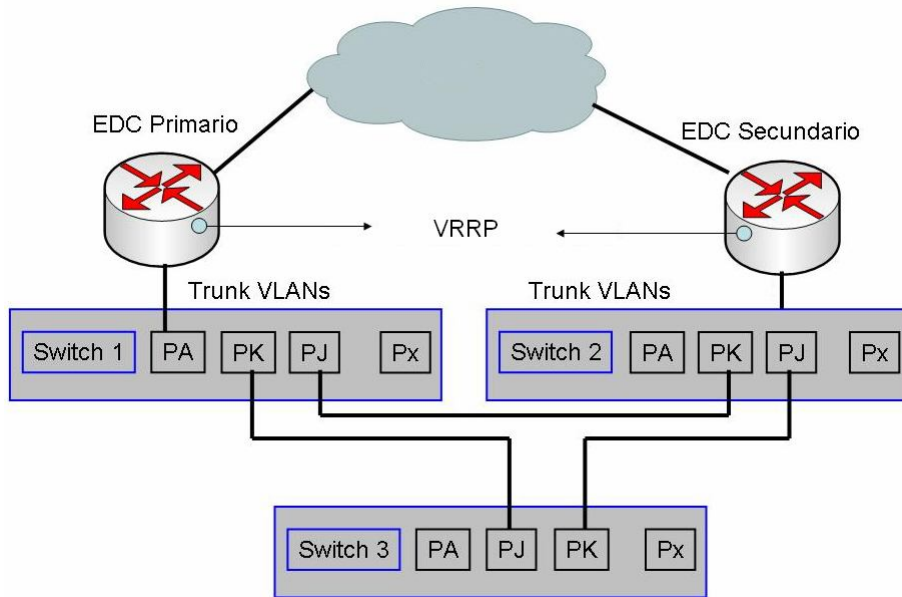 EDC Primario
EDC Secundario
VRRP
Trunk VLANs
Trunk VLANs
Switch 1
PA
PK
PJ
Px
Switch 2
PA
PK
PJ
Px
Switch 3
PA
PJ
PK
Px